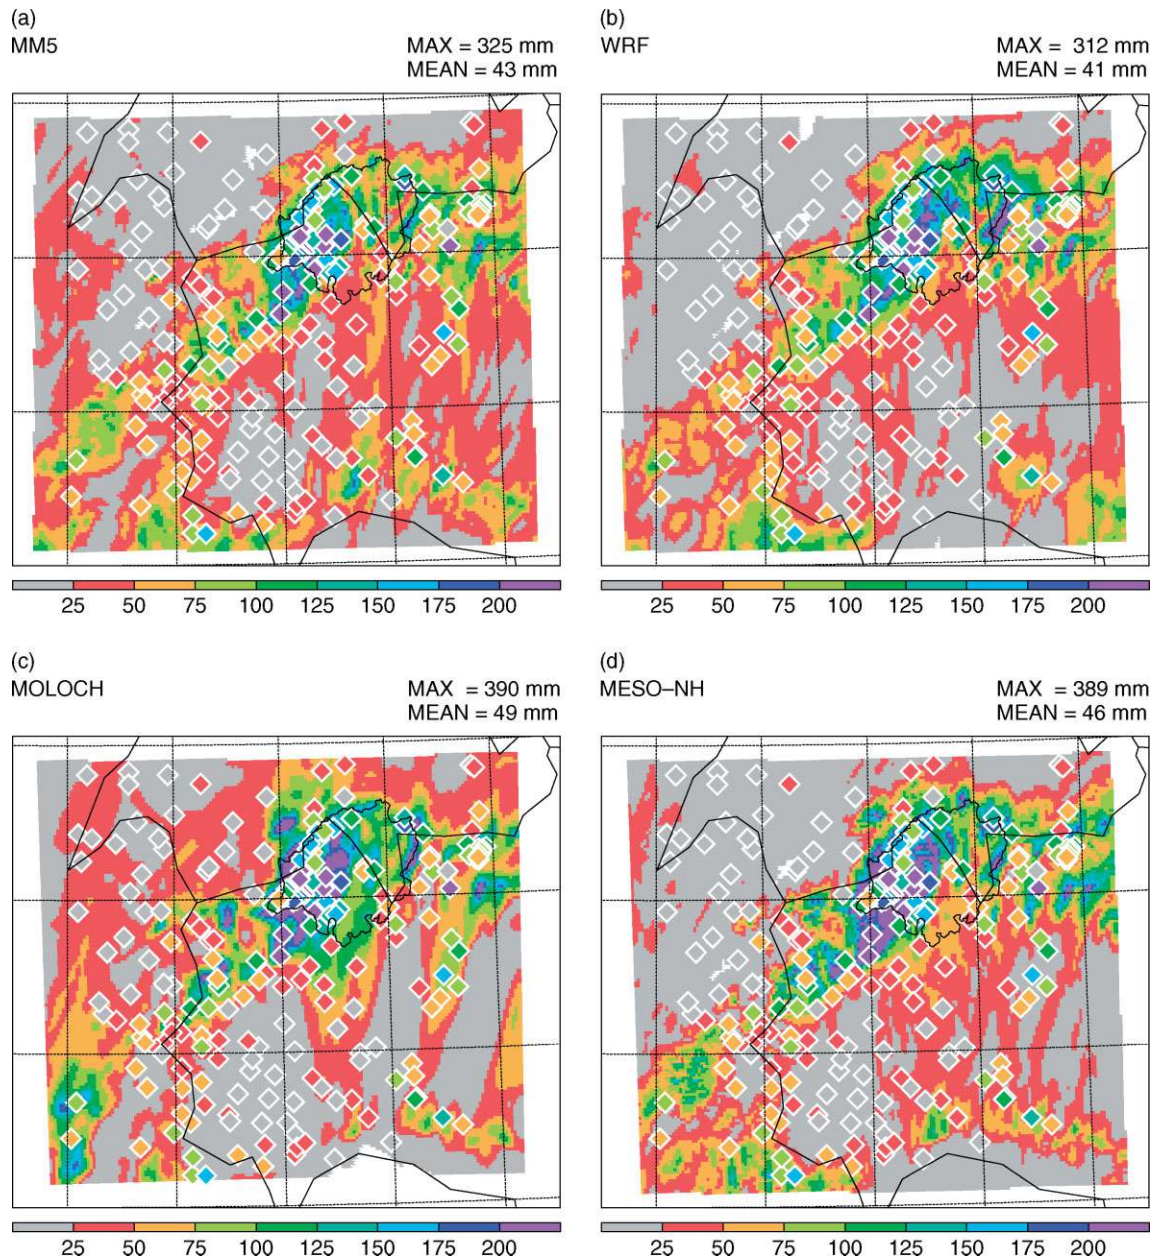 (a)
MM5
MAX = 325 mm
MEAN = 43 mm
25 50 75 100 125 150 175 200
(b)
WRF
MAX = 312 mm
MEAN = 41 mm
25 50 75 100 125 150 175 200
(c)
MOLOCH
MAX = 390 mm
MEAN = 49 mm
25 50 75 100 125 150 175 200
(d)
MESO–NH
MAX = 389 mm
MEAN = 46 mm
25 50 75 100 125 150 175 200